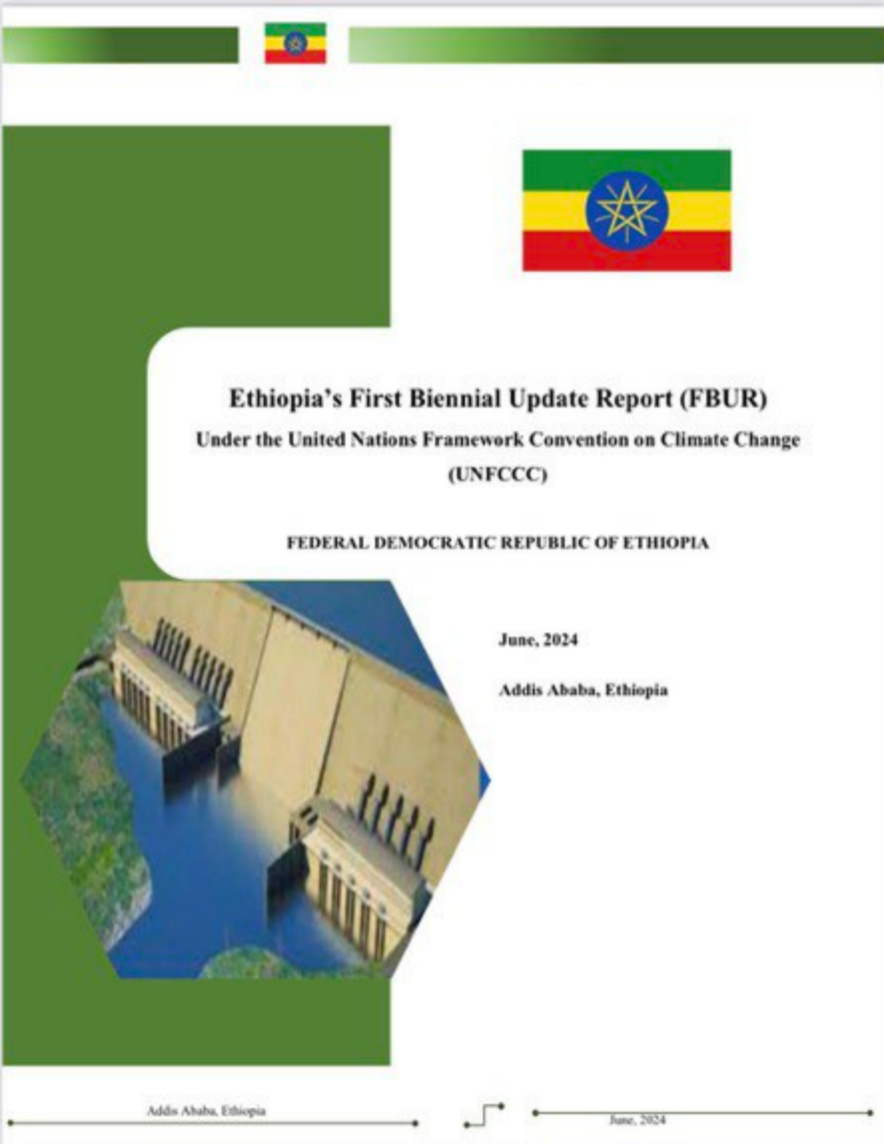 Ethiopia's First Biennial Update Report (FBUR)
Under the United Nations Framework Convention on Climate Change
(UNFCCC)
FEDERAL DEMOCRATIC REPUBLIC OF ETHIOPIA
June, 2024
Addis Ababa, Ethiopia
Addis Ababa, Ethiopia
June, 2024